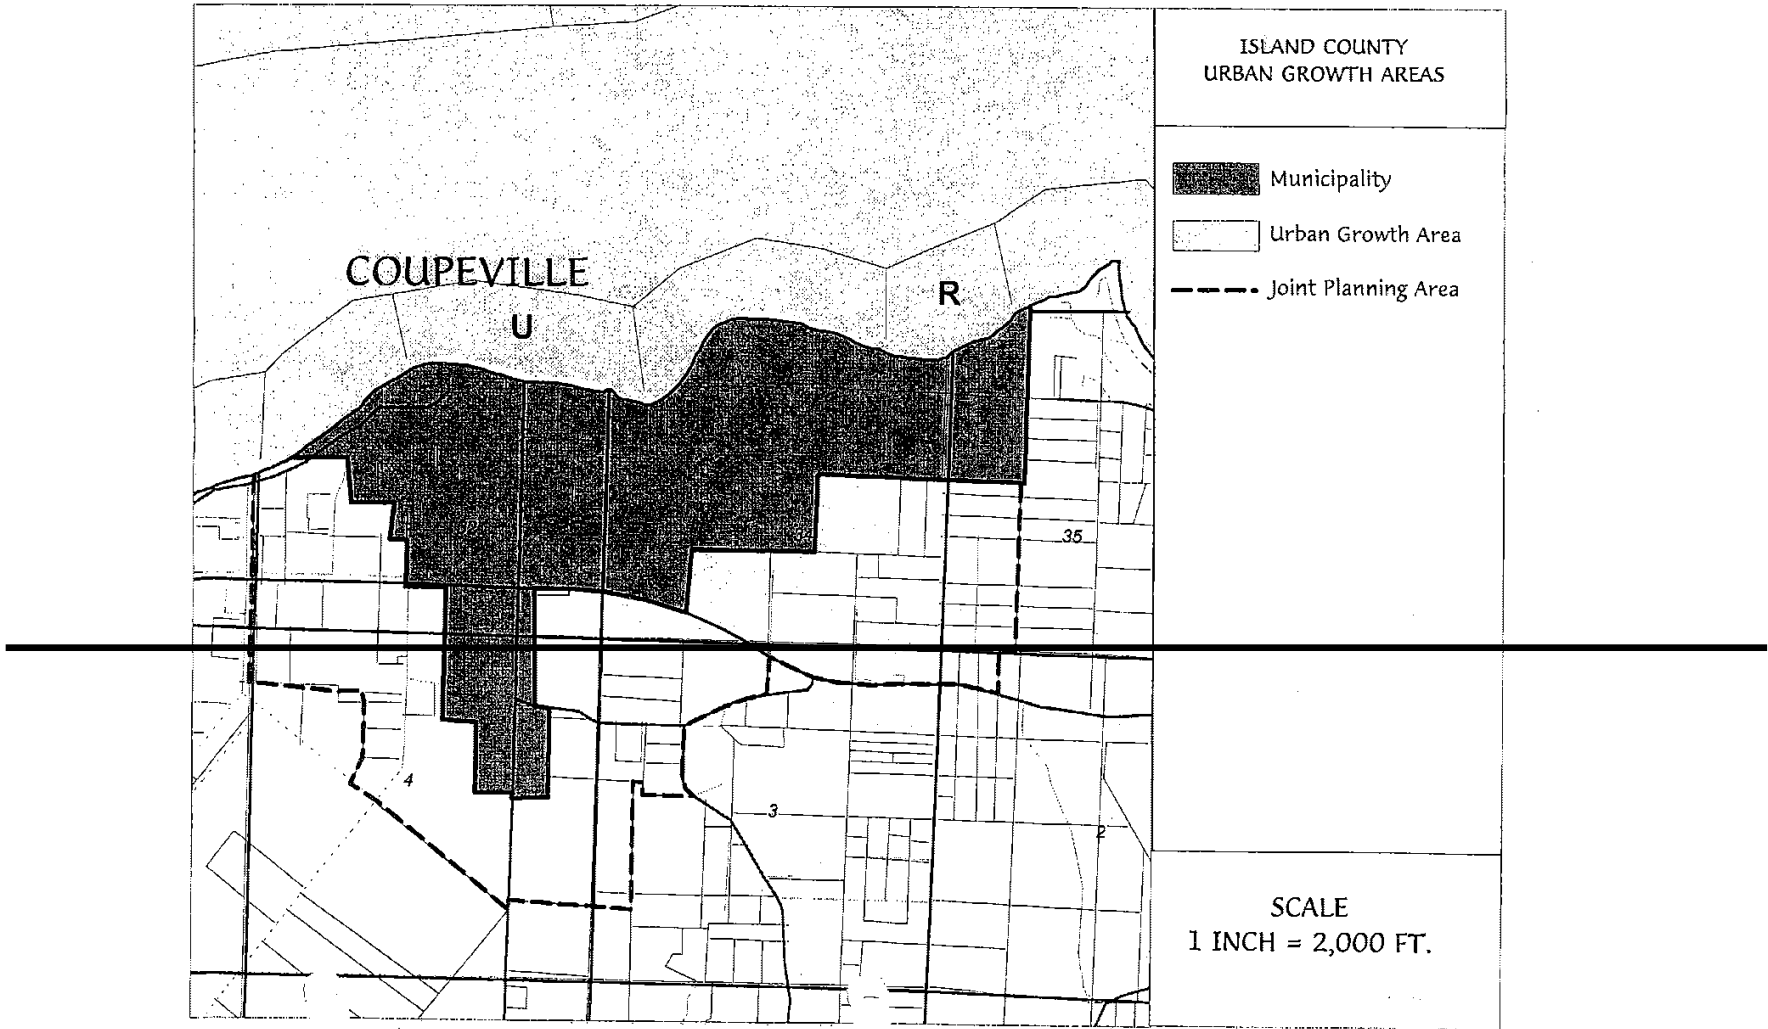 ISLAND COUNTY
URBAN GROWTH AREAS
Municipality
Urban Growth Area
Joint Planning Area
COUPEVILLE
U
R
35
4
3
2
SCALE
1 INCH = 2,000 FT.